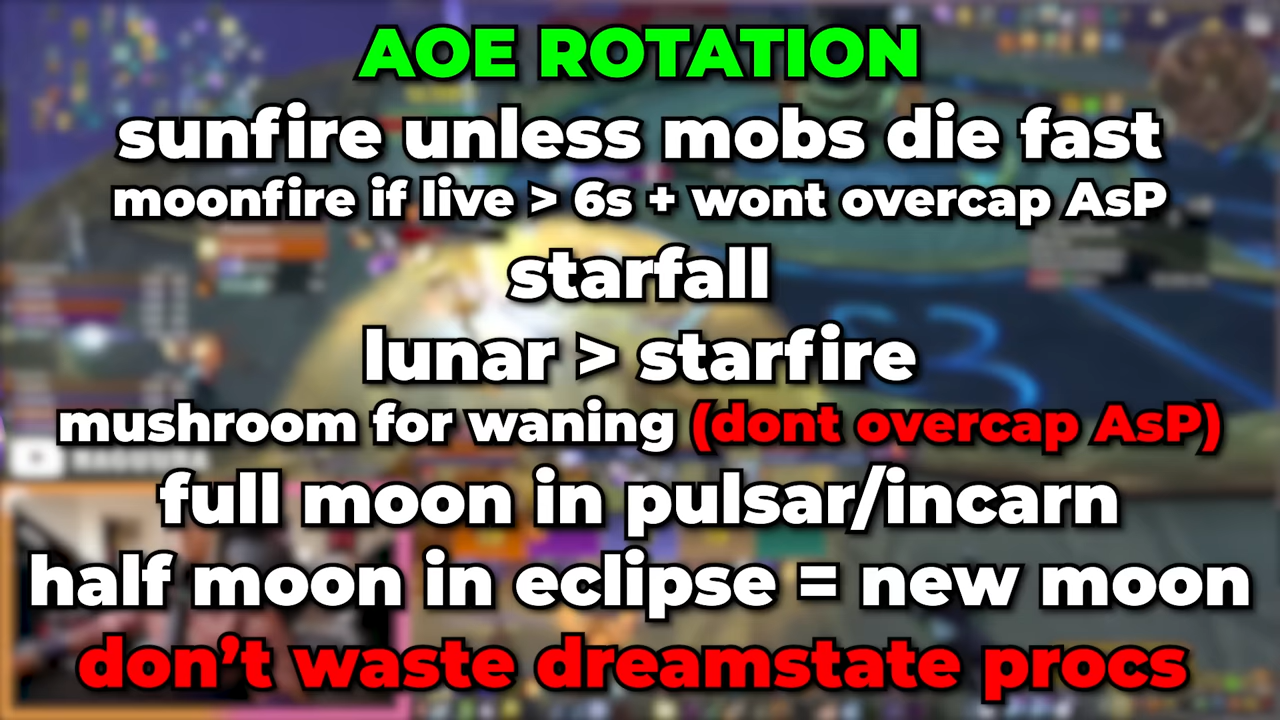 AOE ROTATION
sunfire unless mobs die fast
moonfire if live > 6s + wont overcap AsP
starfall
lunar > starfire
mushroom for waning (dont overcap AsP)
full moon in pulsar/incarn
half moon in eclipse = new moon
don't waste dreamstate procs